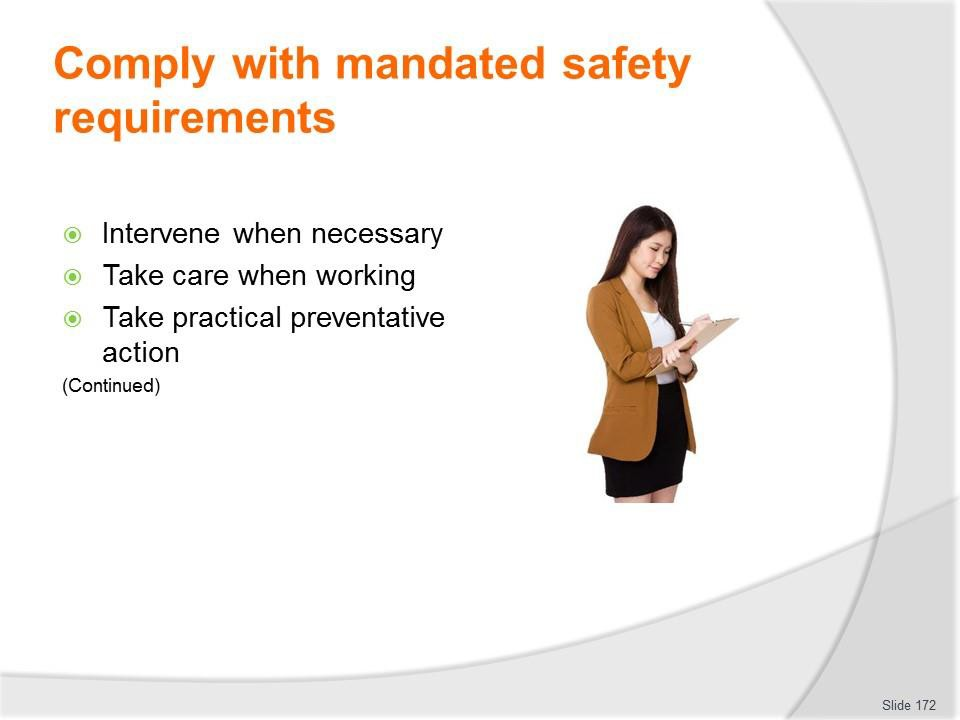 Comply with mandated safety
requirements
Intervene when necessary
Take care when working
Take practical preventative
action
(Continued)
Slide 172